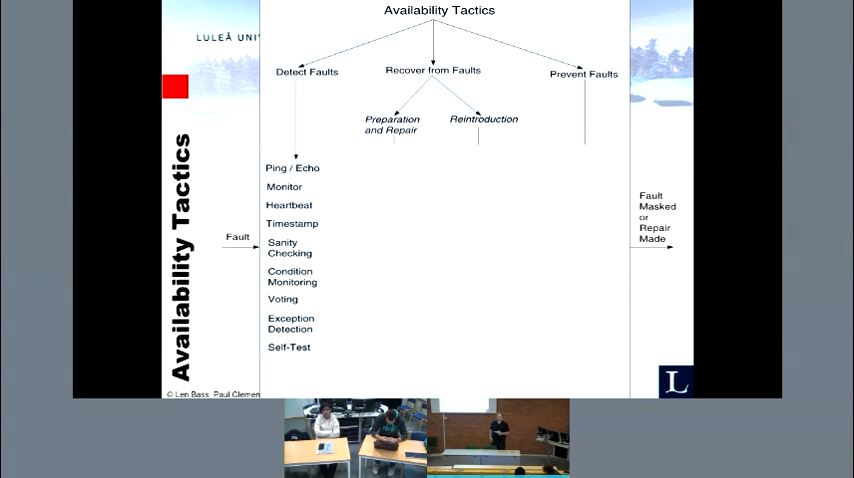 Availability Tactics
LULEÅ UNI
Detect Faults
Recover from Faults
Prevent Faults
Preparation
and Repair
Reintroduction
Ping / Echo
Monitor
Heartbeat
Timestamp
Sanity
Checking
Condition
Monitoring
Voting
Exception
Detection
Self-Test
Fault
Fault
Masked
or
Repair
Made
Availability Tactics
© Len Bass, Paul Clemen
L